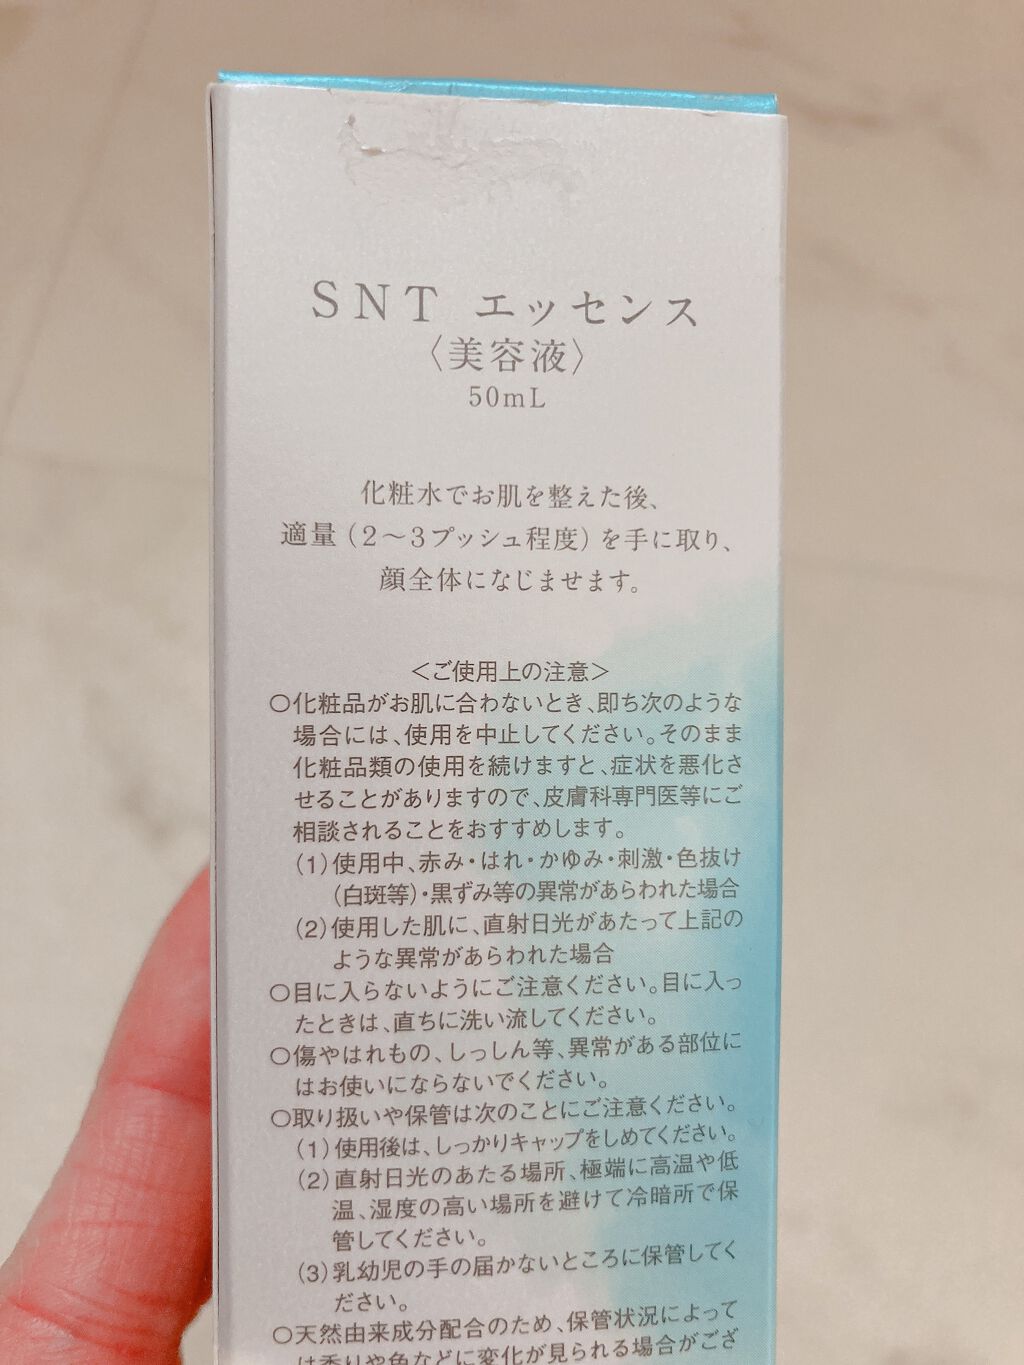 SNT エッセンス
〈美容液〉
50mL
化粧水でお肌を整えた後、
適量（2〜3プッシュ程度）を手に取り、
顔全体になじませます。
＜ご使用上の注意＞
○化粧品がお肌に合わないとき、即ち次のような
場合には、使用を中止してください。そのまま
化粧品類の使用を続けますと、症状を悪化さ
せることがありますので、皮膚科専門医等にご
相談されることをおすすめします。
（1）使用中、赤み・はれ・かゆみ・刺激・色抜け
（白斑等）・黒ずみ等の異常があらわれた場合
（2）使用した肌に、直射日光があたって上記の
ような異常があらわれた場合
○目に入らないようにご注意ください。目に入っ
たときは、直ちに洗い流してください。
○傷やはれもの、しっしん等、異常がある部位に
はお使いにならないでください。
○取り扱いや保管は次のことにご注意ください。
（1）使用後は、しっかりキャップをしめてください。
（2）直射日光のあたる場所、極端に高温や低
温、湿度の高い場所を避けて冷暗所で保
管してください。
（3）乳幼児の手の届かないところに保管してく
ださい。
○天然由来成分配合のため、保管状況によって
は香りや色などに変化が見られる場合がござ